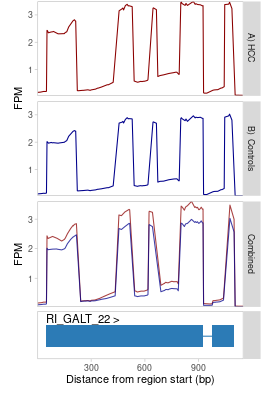 3
2
1
A) HCC
FPM
3
2
1
B) Controls
3
2
1
Combined
FPM
RI_GALT_22 >
300
600
900
Distance from region start (bp)